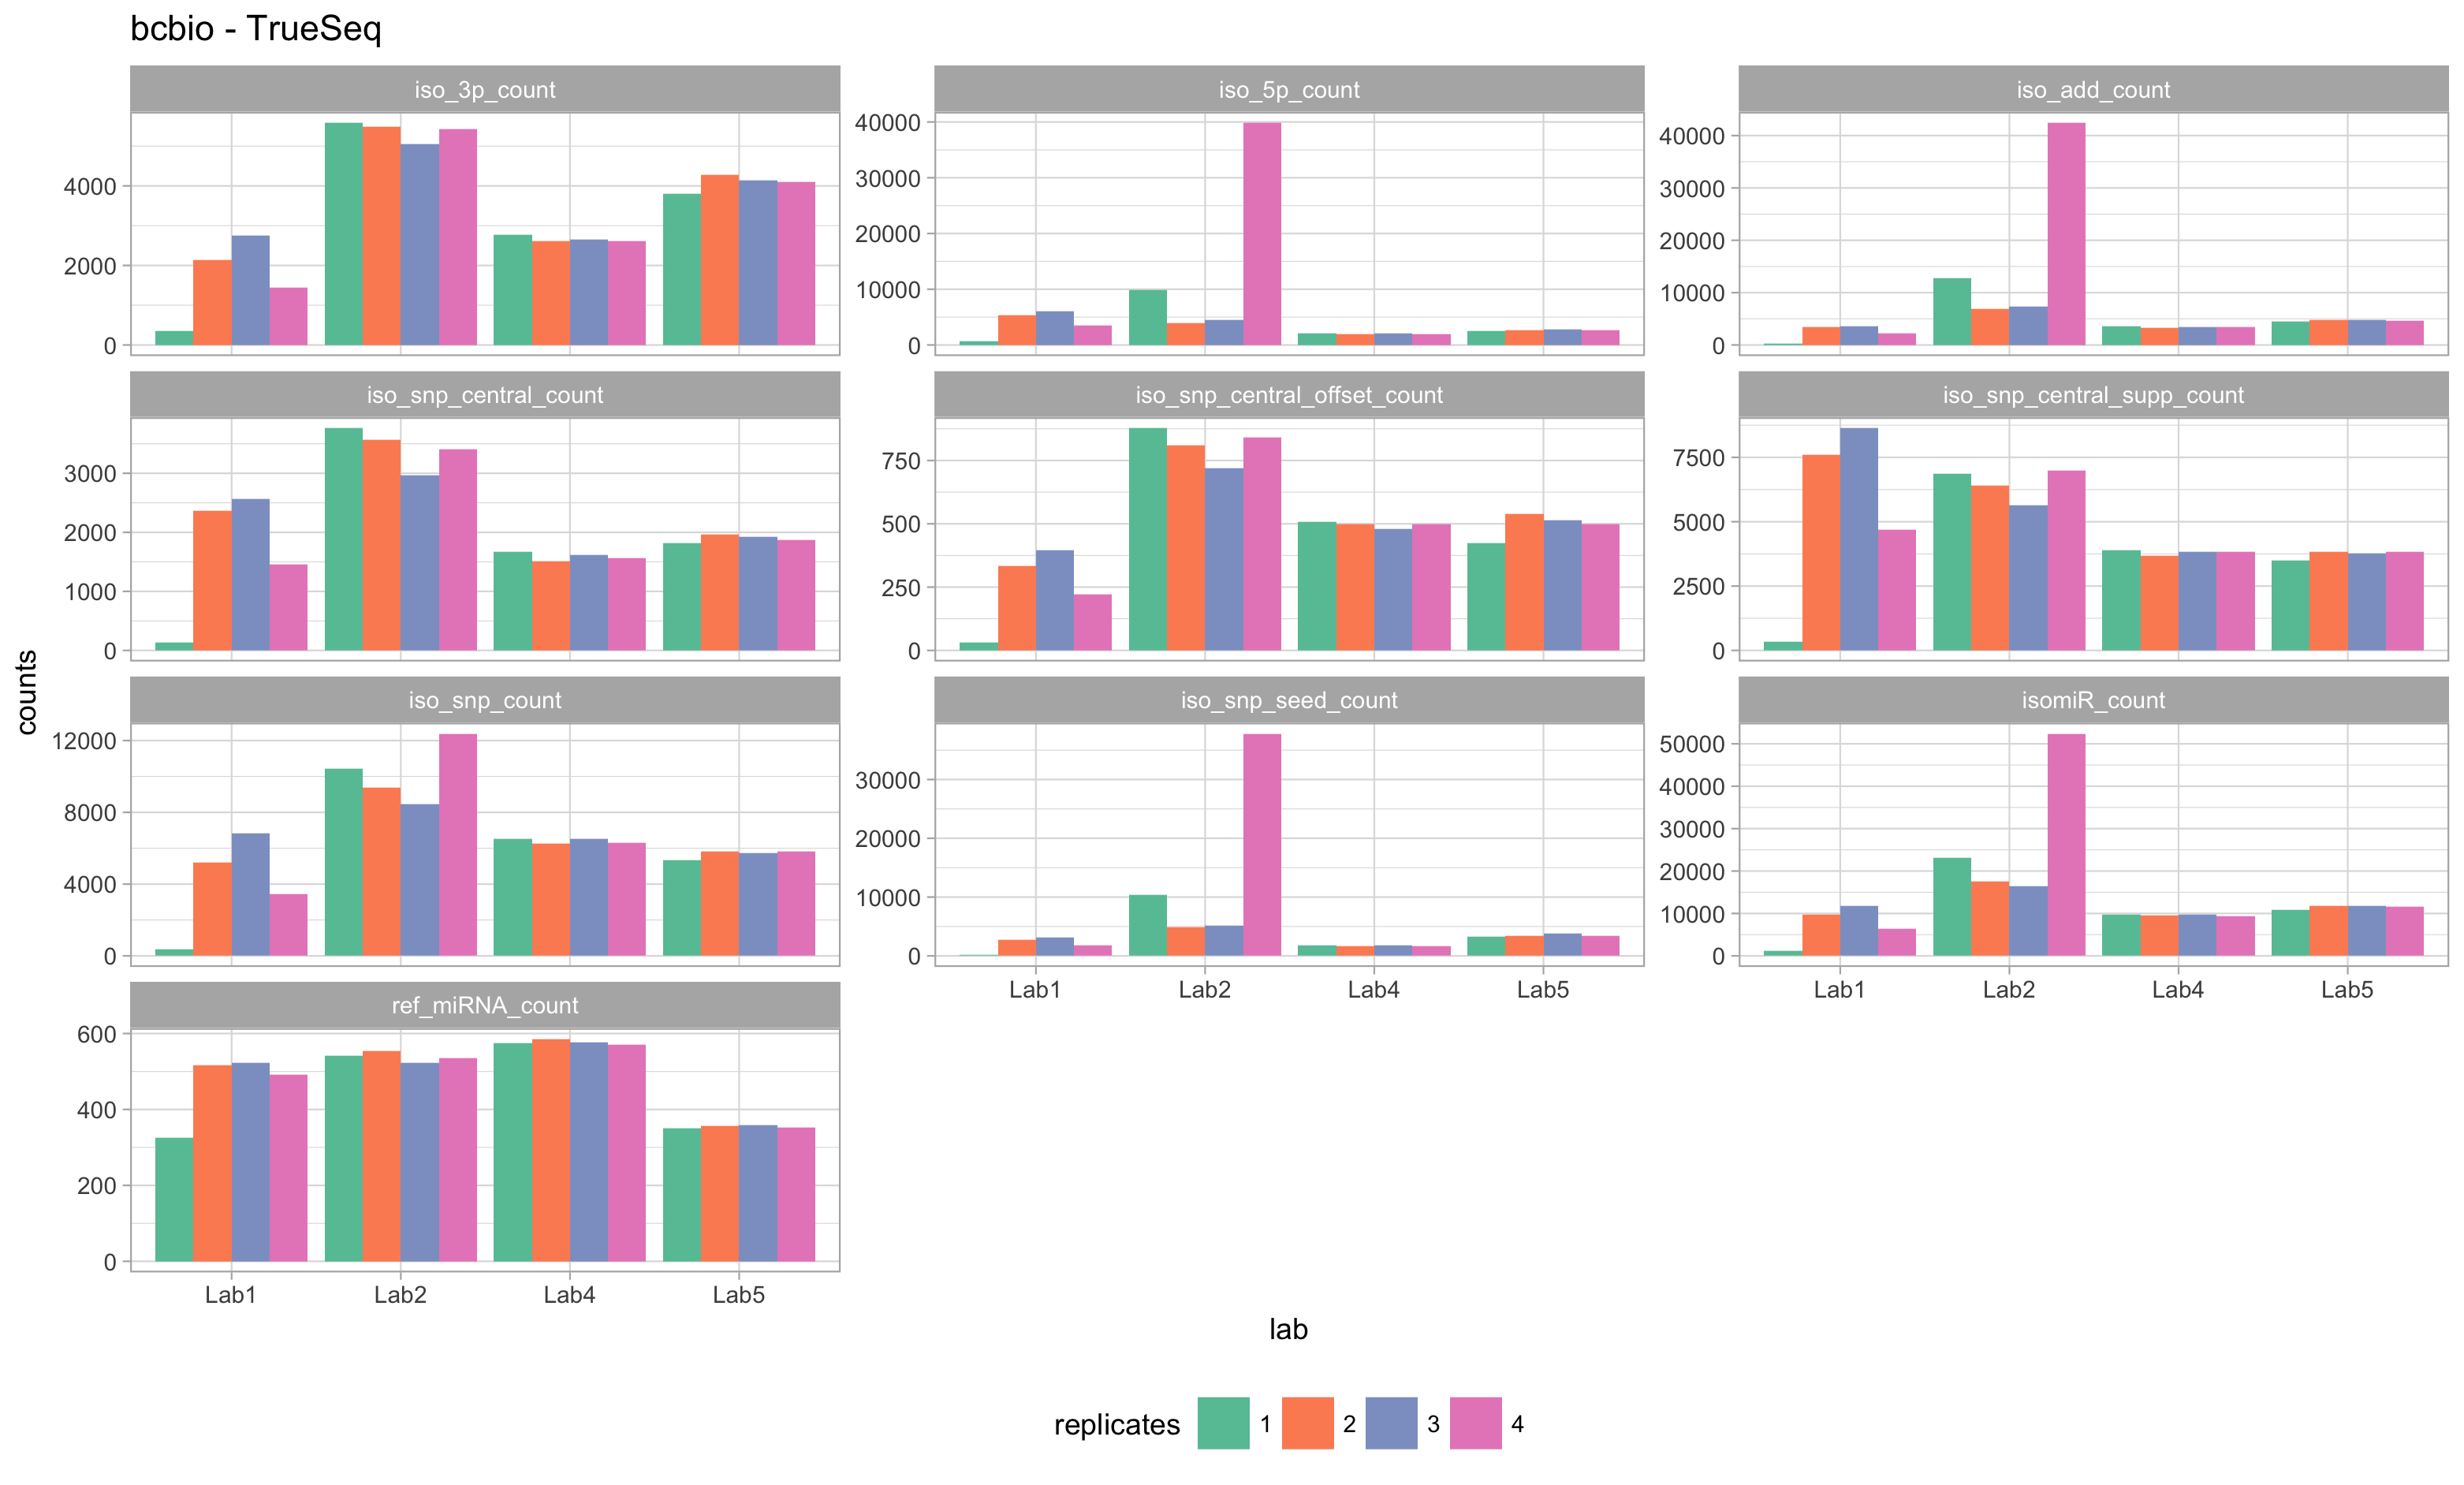 bcbio - TrueSeq
iso_3p_count
iso_5p_count
iso_add_count
4000
2000
0
40000
30000
20000
10000
0
40000
30000
20000
10000
0
iso_snp_central_count
iso_snp_central_offset_count
iso_snp_central_supp_count
3000
2000
1000
0
750
500
250
0
7500
5000
2500
0
counts
iso_snp_count
iso_snp_seed_count
isomiR_count
12000
8000
4000
0
30000
20000
10000
0
50000
40000
30000
20000
10000
0
Lab1 Lab2 Lab4 Lab5
Lab1 Lab2 Lab4 Lab5
ref_miRNA_count
600
400
200
0
Lab1 Lab2 Lab4 Lab5
lab
replicates 1 2 3 4